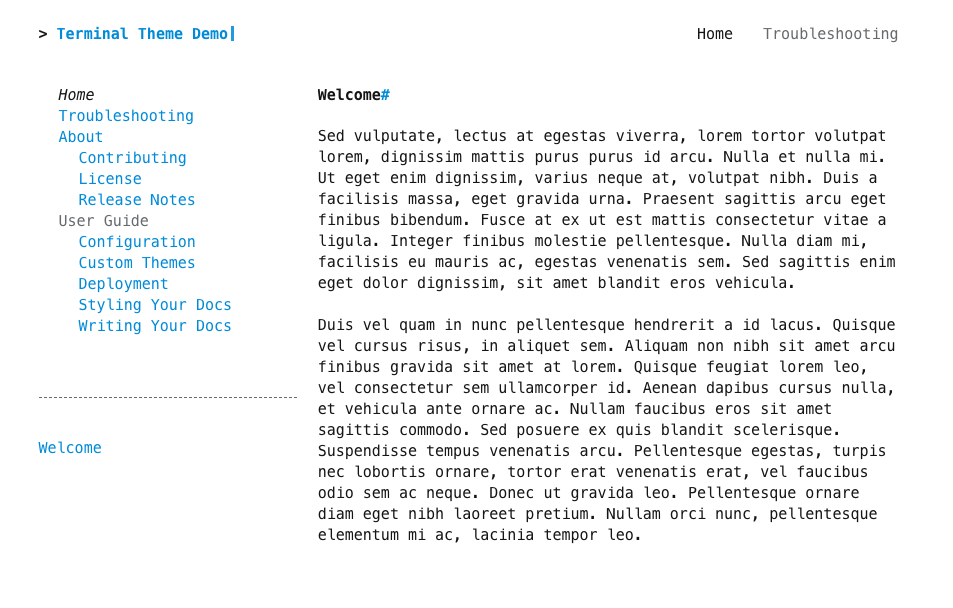 > Terminal Theme Demo
Home Troubleshooting
Home
Troubleshooting
About
Contributing
License
Release Notes
User Guide
Configuration
Custom Themes
Deployment
Styling Your Docs
Writing Your Docs
Welcome
Welcome#
Sed vulputate, lectus at egestas viverra, lorem tortor volutpat
lorem, dignissim mattis purus purus id arcu. Nulla et nulla mi.
Ut eget enim dignissim, varius neque at, volutpat nibh. Duis a
facilisis massa, eget gravida urna. Praesent sagittis arcu eget
finibus bibendum. Fusce at ex ut est mattis consectetur vitae a
ligula. Integer finibus molestie pellentesque. Nulla diam mi,
facilisis eu mauris ac, egestas venenatis sem. Sed sagittis enim
eget dolor dignissim, sit amet blandit eros vehicula.
Duis vel quam in nunc pellentesque hendrerit a id lacus. Quisque
vel cursus risus, in aliquet sem. Aliquam non nibh sit amet arcu
finibus gravida sit amet at lorem. Quisque feugiat lorem leo,
vel consectetur sem ullamcorper id. Aenean dapibus cursus nulla,
et vehicula ante ornare ac. Nullam faucibus eros sit amet
sagittis commodo. Sed posuere ex quis blandit scelerisque.
Suspendisse tempus venenatis arcu. Pellentesque egestas, turpis
nec lobortis ornare, tortor erat venenatis erat, vel faucibus
odio sem ac neque. Donec ut gravida leo. Pellentesque ornare
diam eget nibh laoreet pretium. Nullam orci nunc, pellentesque
elementum mi ac, lacinia tempor leo.